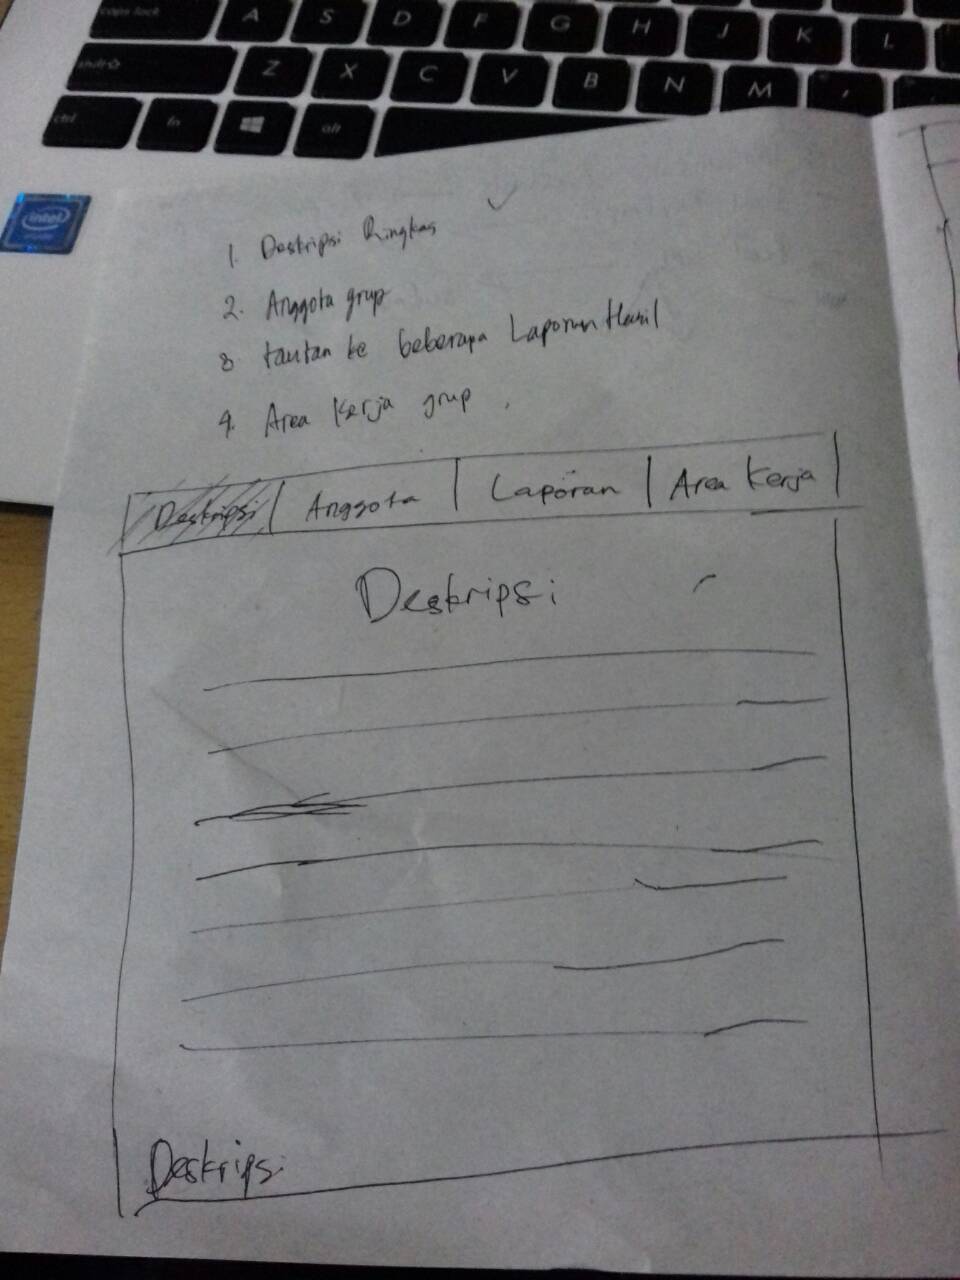 caps lock A S D F G H J K L
shift Z X C V B N M ,
ctrl fn alt
intel
1. Deskripsi Ringkas
2. Anggota grup
3 tautan ke beberapa Laporan Hasil
4. Area Kerja grup .
Deskripsi Anggota Laporan Area Kerja
Deskripsi
Deskripsi